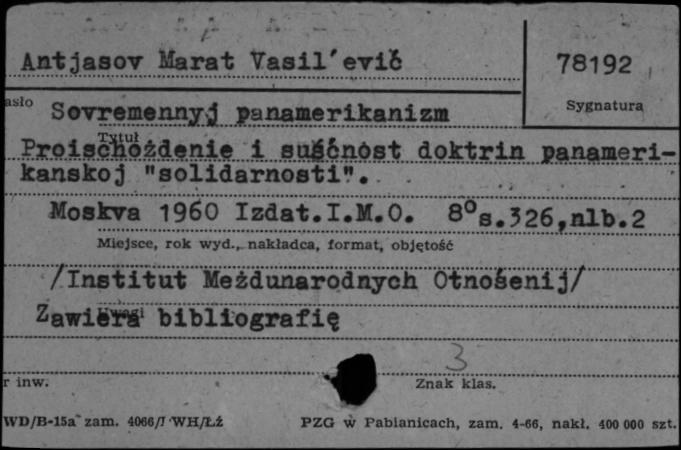 Antjasov Marat Vasil'evič
78192
asło
Sygnatura
Sovremennyj panamerikanizm
Tytuł
Proischoždenie i suščnost doktrin panameri-
kanskoj "solidarnosti".
Moskva 1960 Izdat.I.M.O. 8° s.326,nlb.2
Miejsce, rok wyd., nakładca, format, objętość
/Institut Meždunarodnych Otnošenij/
Uwagi
Zawiera bibliografię
3
r inw.
Znak klas.
WD/B-15a zam. 4066/I WH/Łź
PZG w Pabianicach, zam. 4-66, nakł. 400 000 szt.